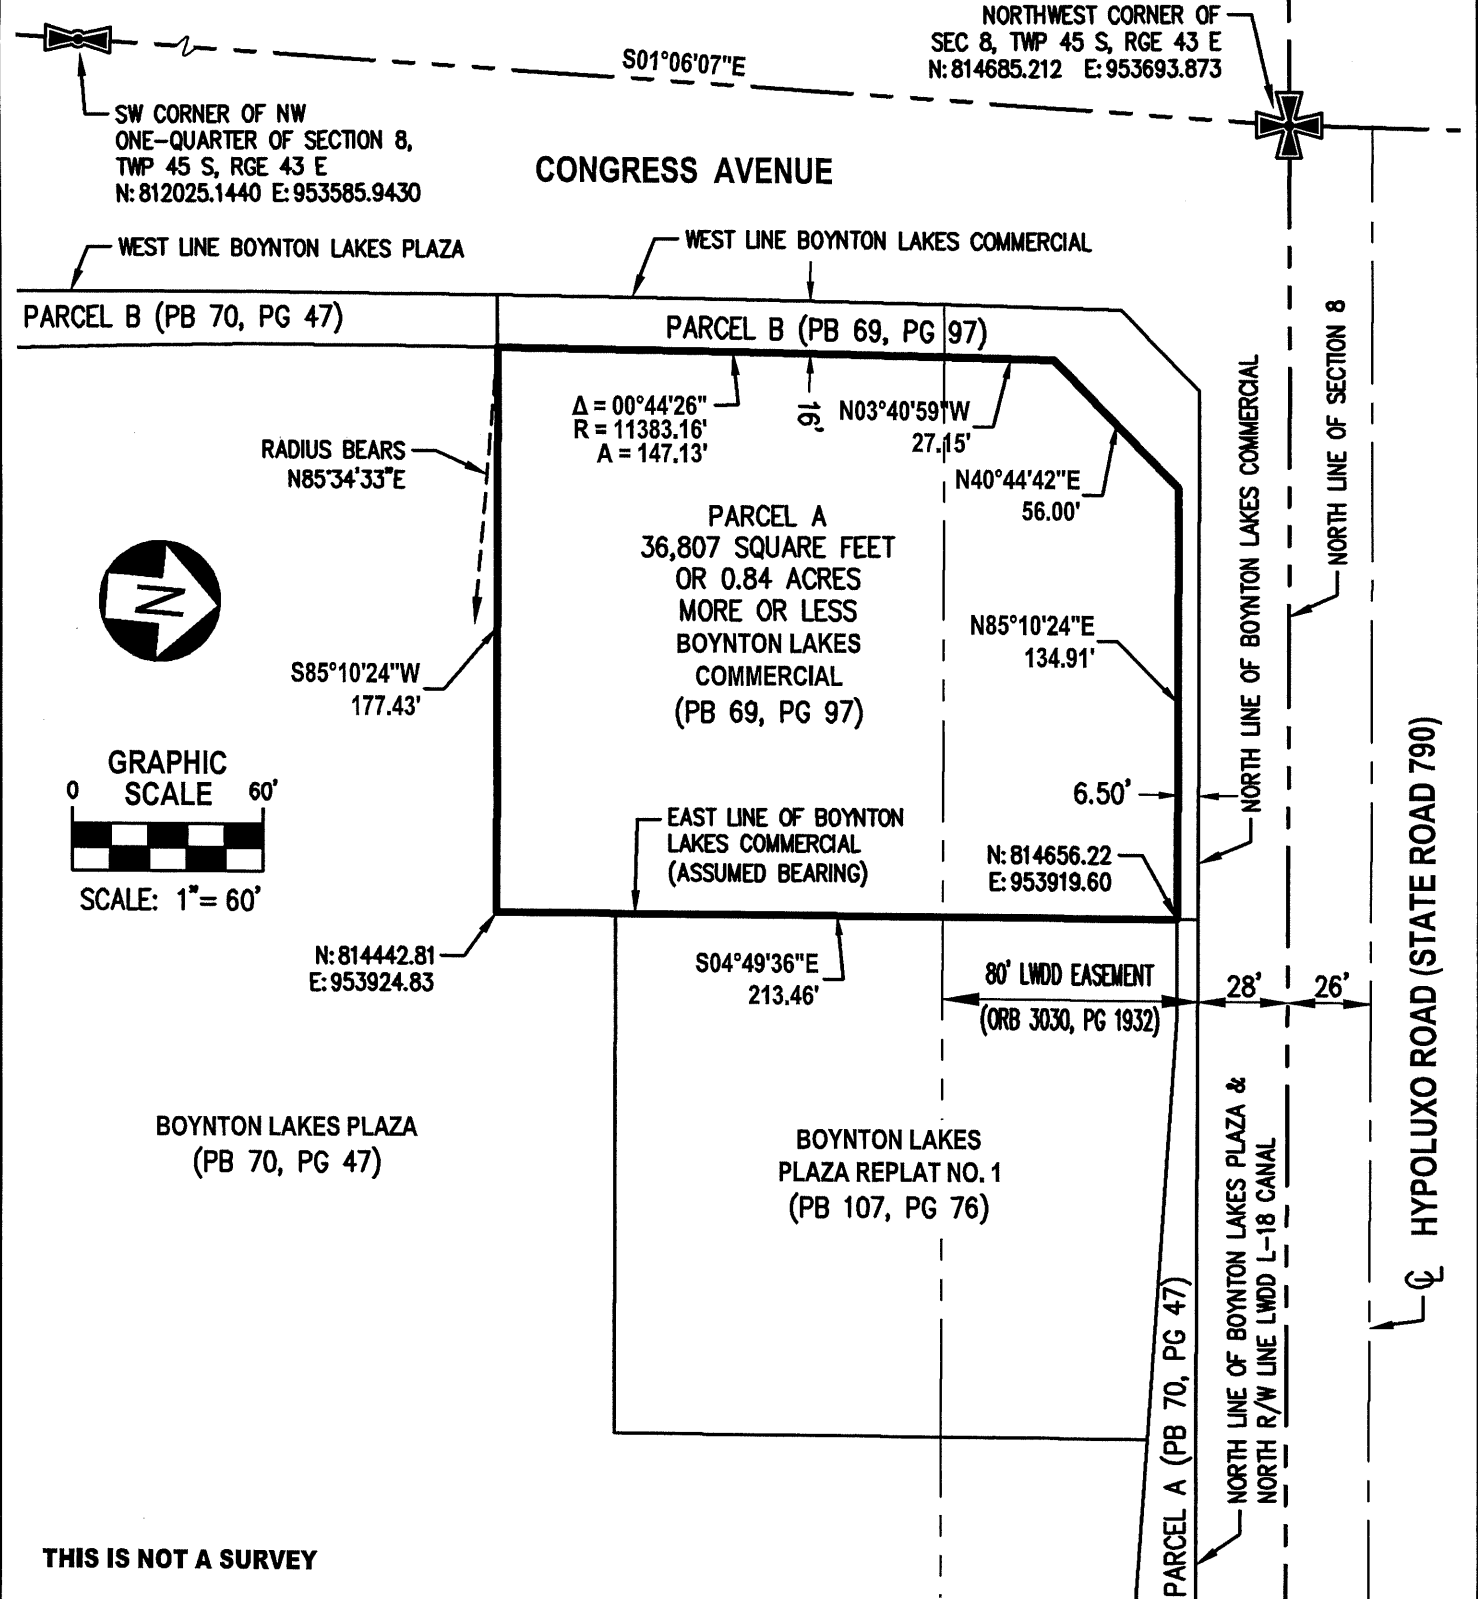 NORTHWEST CORNER OF
SEC 8, TWP 45 S, RGE 43 E
N: 814685.212 E: 953693.873
S01°06'07"E
SW CORNER OF NW
ONE-QUARTER OF SECTION 8,
TWP 45 S, RGE 43 E
N: 812025.1440 E: 953585.9430
CONGRESS AVENUE
WEST LINE BOYNTON LAKES PLAZA
WEST LINE BOYNTON LAKES COMMERCIAL
PARCEL B (PB 70, PG 47)
PARCEL B (PB 69, PG 97)
Δ = 00°44'26"
R = 11383.16'
A = 147.13'
16'
N03°40'59"W
27.15'
N40°44'42"E
56.00'
RADIUS BEARS
N85°34'33"E
PARCEL A
36,807 SQUARE FEET
OR 0.84 ACRES
MORE OR LESS
BOYNTON LAKES
COMMERCIAL
(PB 69, PG 97)
N
N85°10'24"E
134.91'
S85°10'24"W
177.43'
NORTH LINE OF BOYNTON LAKES COMMERCIAL
NORTH LINE OF SECTION 8
GRAPHIC
SCALE
0 60'
SCALE: 1"= 60'
6.50'
EAST LINE OF BOYNTON
LAKES COMMERCIAL
(ASSUMED BEARING)
N: 814656.22
E: 953919.60
N: 814442.81
E: 953924.83
S04°49'36"E
213.46'
80' LWDD EASEMENT
(ORB 3030, PG 1932)
28'
26'
HYPOLUXO ROAD (STATE ROAD 790)
℄
BOYNTON LAKES PLAZA
(PB 70, PG 47)
BOYNTON LAKES
PLAZA REPLAT NO. 1
(PB 107, PG 76)
NORTH LINE OF BOYNTON LAKES PLAZA &
NORTH R/W LINE LWDD L-18 CANAL
PARCEL A (PB 70, PG 47)
THIS IS NOT A SURVEY